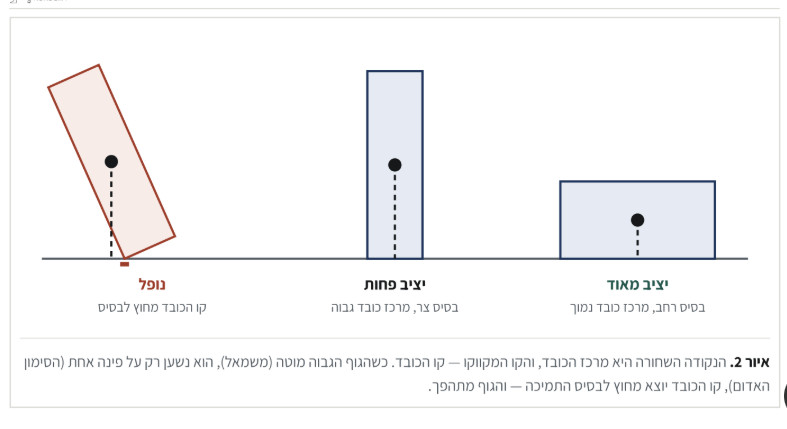 יציב מאוד
בסיס רחב, מרכז כובד נמוך
יציב פחות
בסיס צר, מרכז כובד גבוה
נופל
קו הכובד מחוץ לבסיס
איור 2. הנקודה השחורה היא מרכז הכובד, והקו המקווקו — קו הכובד. כשהגוף הגבוה מוטה (משמאל), הוא נשען רק על פינה אחת (הסימון
האדום), קו הכובד יוצא מחוץ לבסיס התמיכה — והגוף מתהפך.